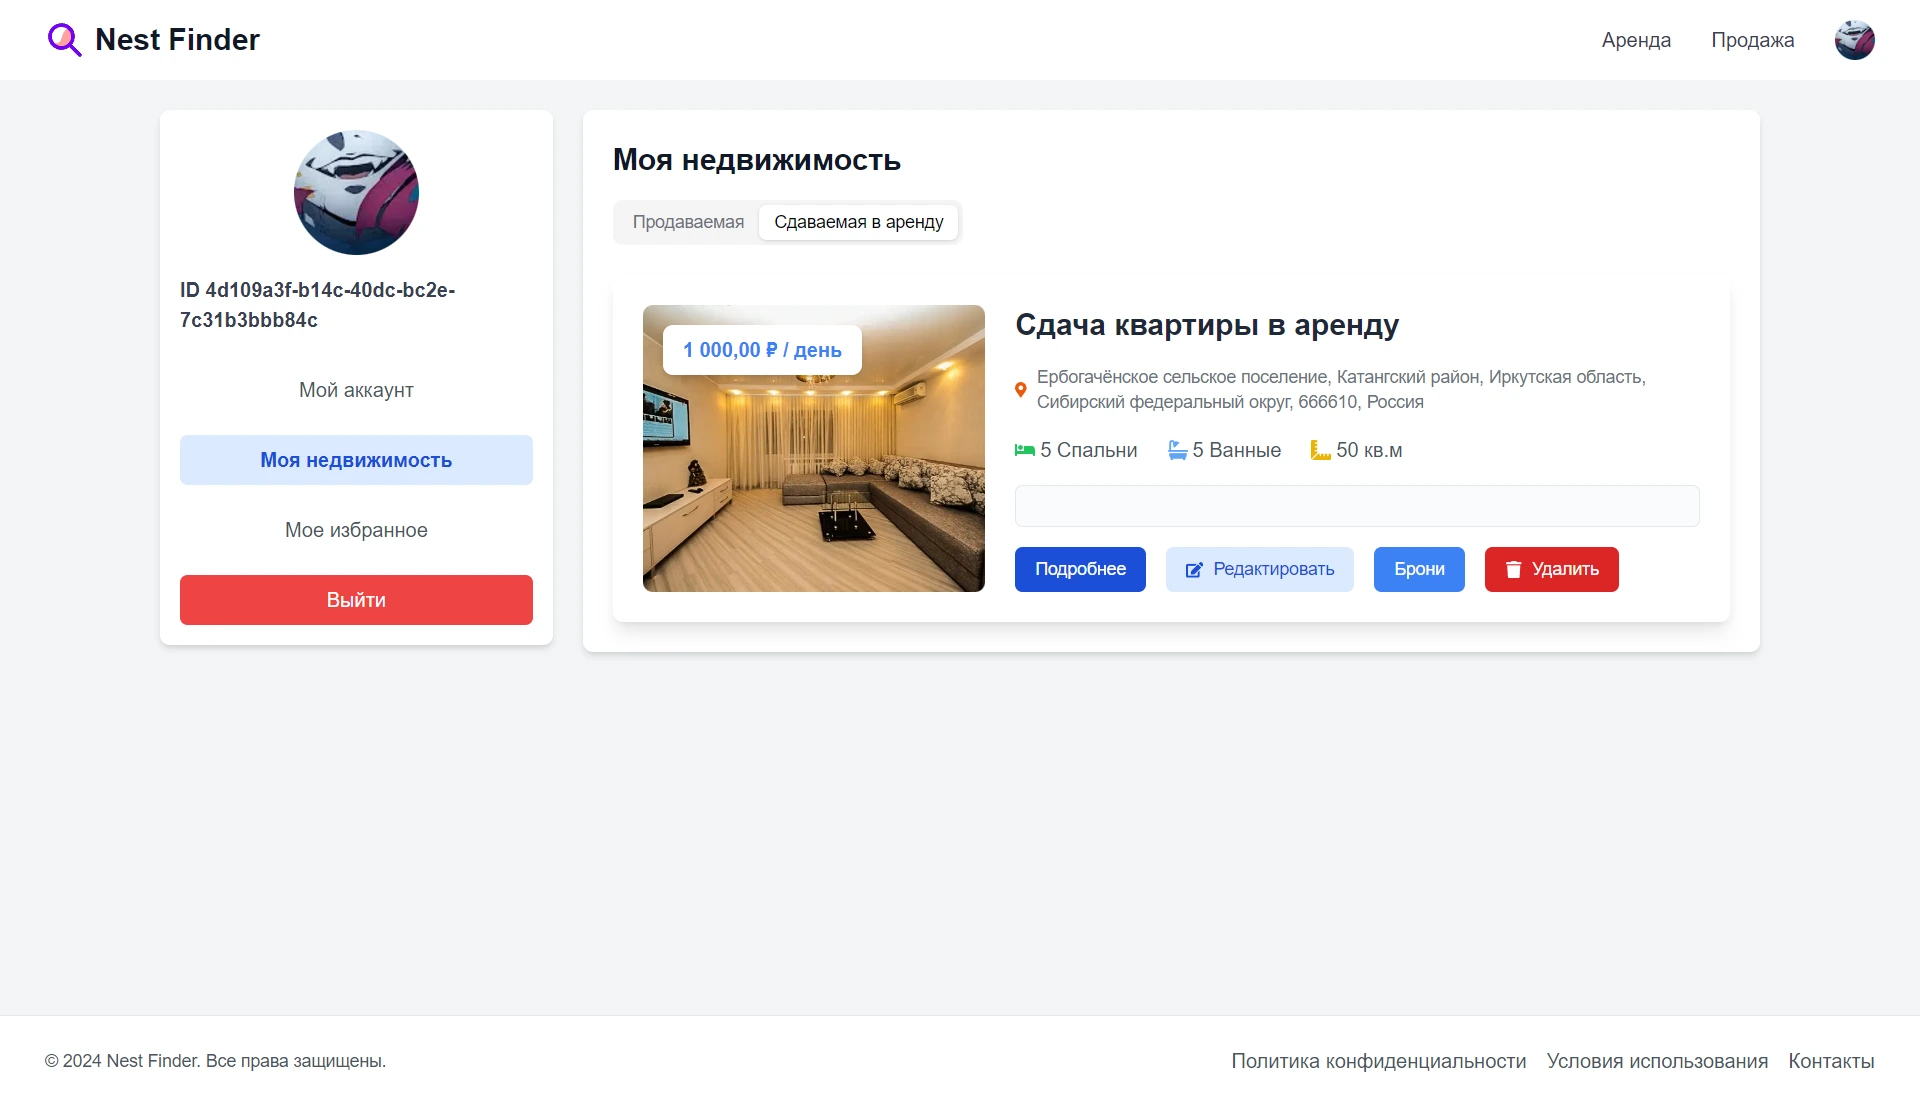 Nest Finder
Аренда
Продажа
ID 4d109a3f-b14c-40dc-bc2e-
7c31b3bbb84c
Мой аккаунт
Моя недвижимость
Мое избранное
Выйти
Моя недвижимость
Продаваемая
Сдаваемая в аренду
1 000,00 ₽ / день
Сдача квартиры в аренду
Ербогачёнское сельское поселение, Катангский район, Иркутская область,
Сибирский федеральный округ, 666610, Россия
5 Спальни
5 Ванные
50 кв.м
Подробнее
Редактировать
Брони
Удалить
© 2024 Nest Finder. Все права защищены.
Политика конфиденциальности
Условия использования
Контакты